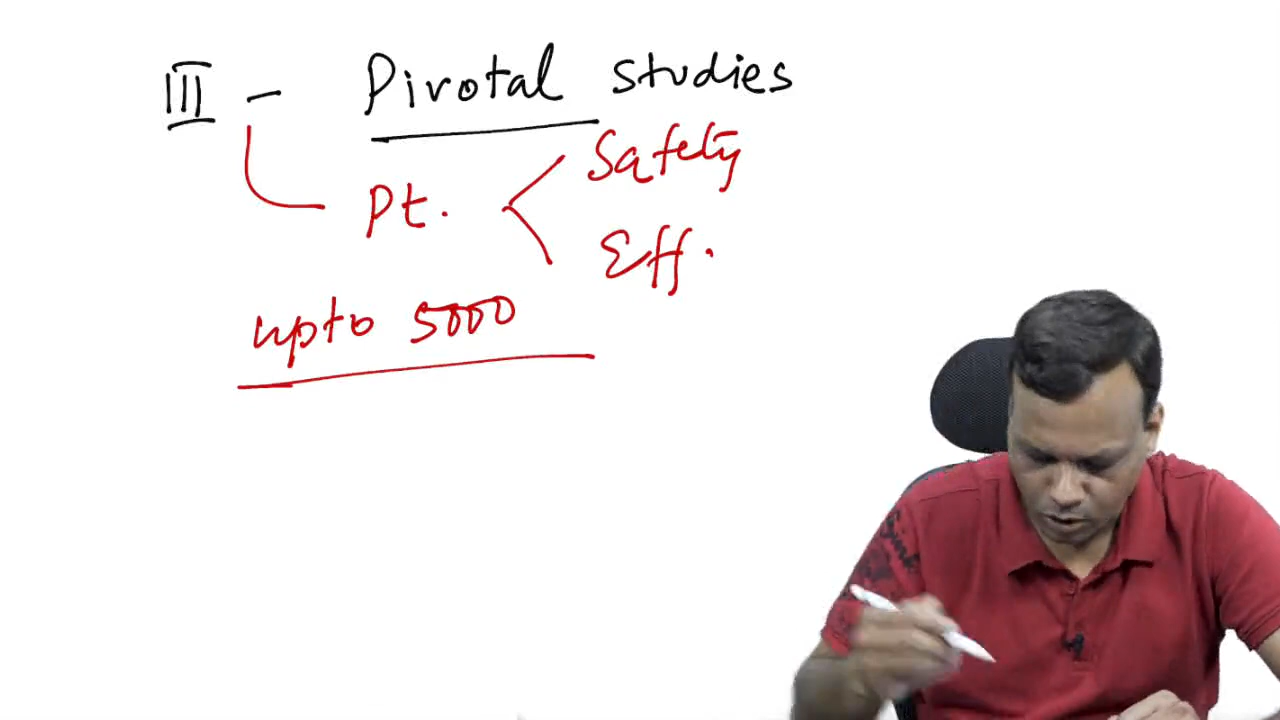 III - Pivotal studies
Pt. Safety
Eff.
upto 5000